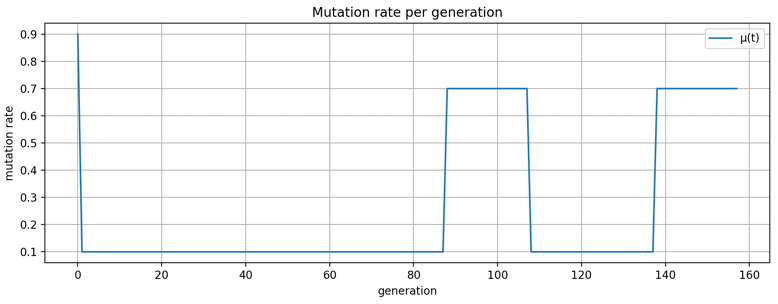 Mutation rate per generation
μ(t)
mutation rate
0.9
0.8
0.7
0.6
0.5
0.4
0.3
0.2
0.1
0 20 40 60 80 100 120 140 160
generation